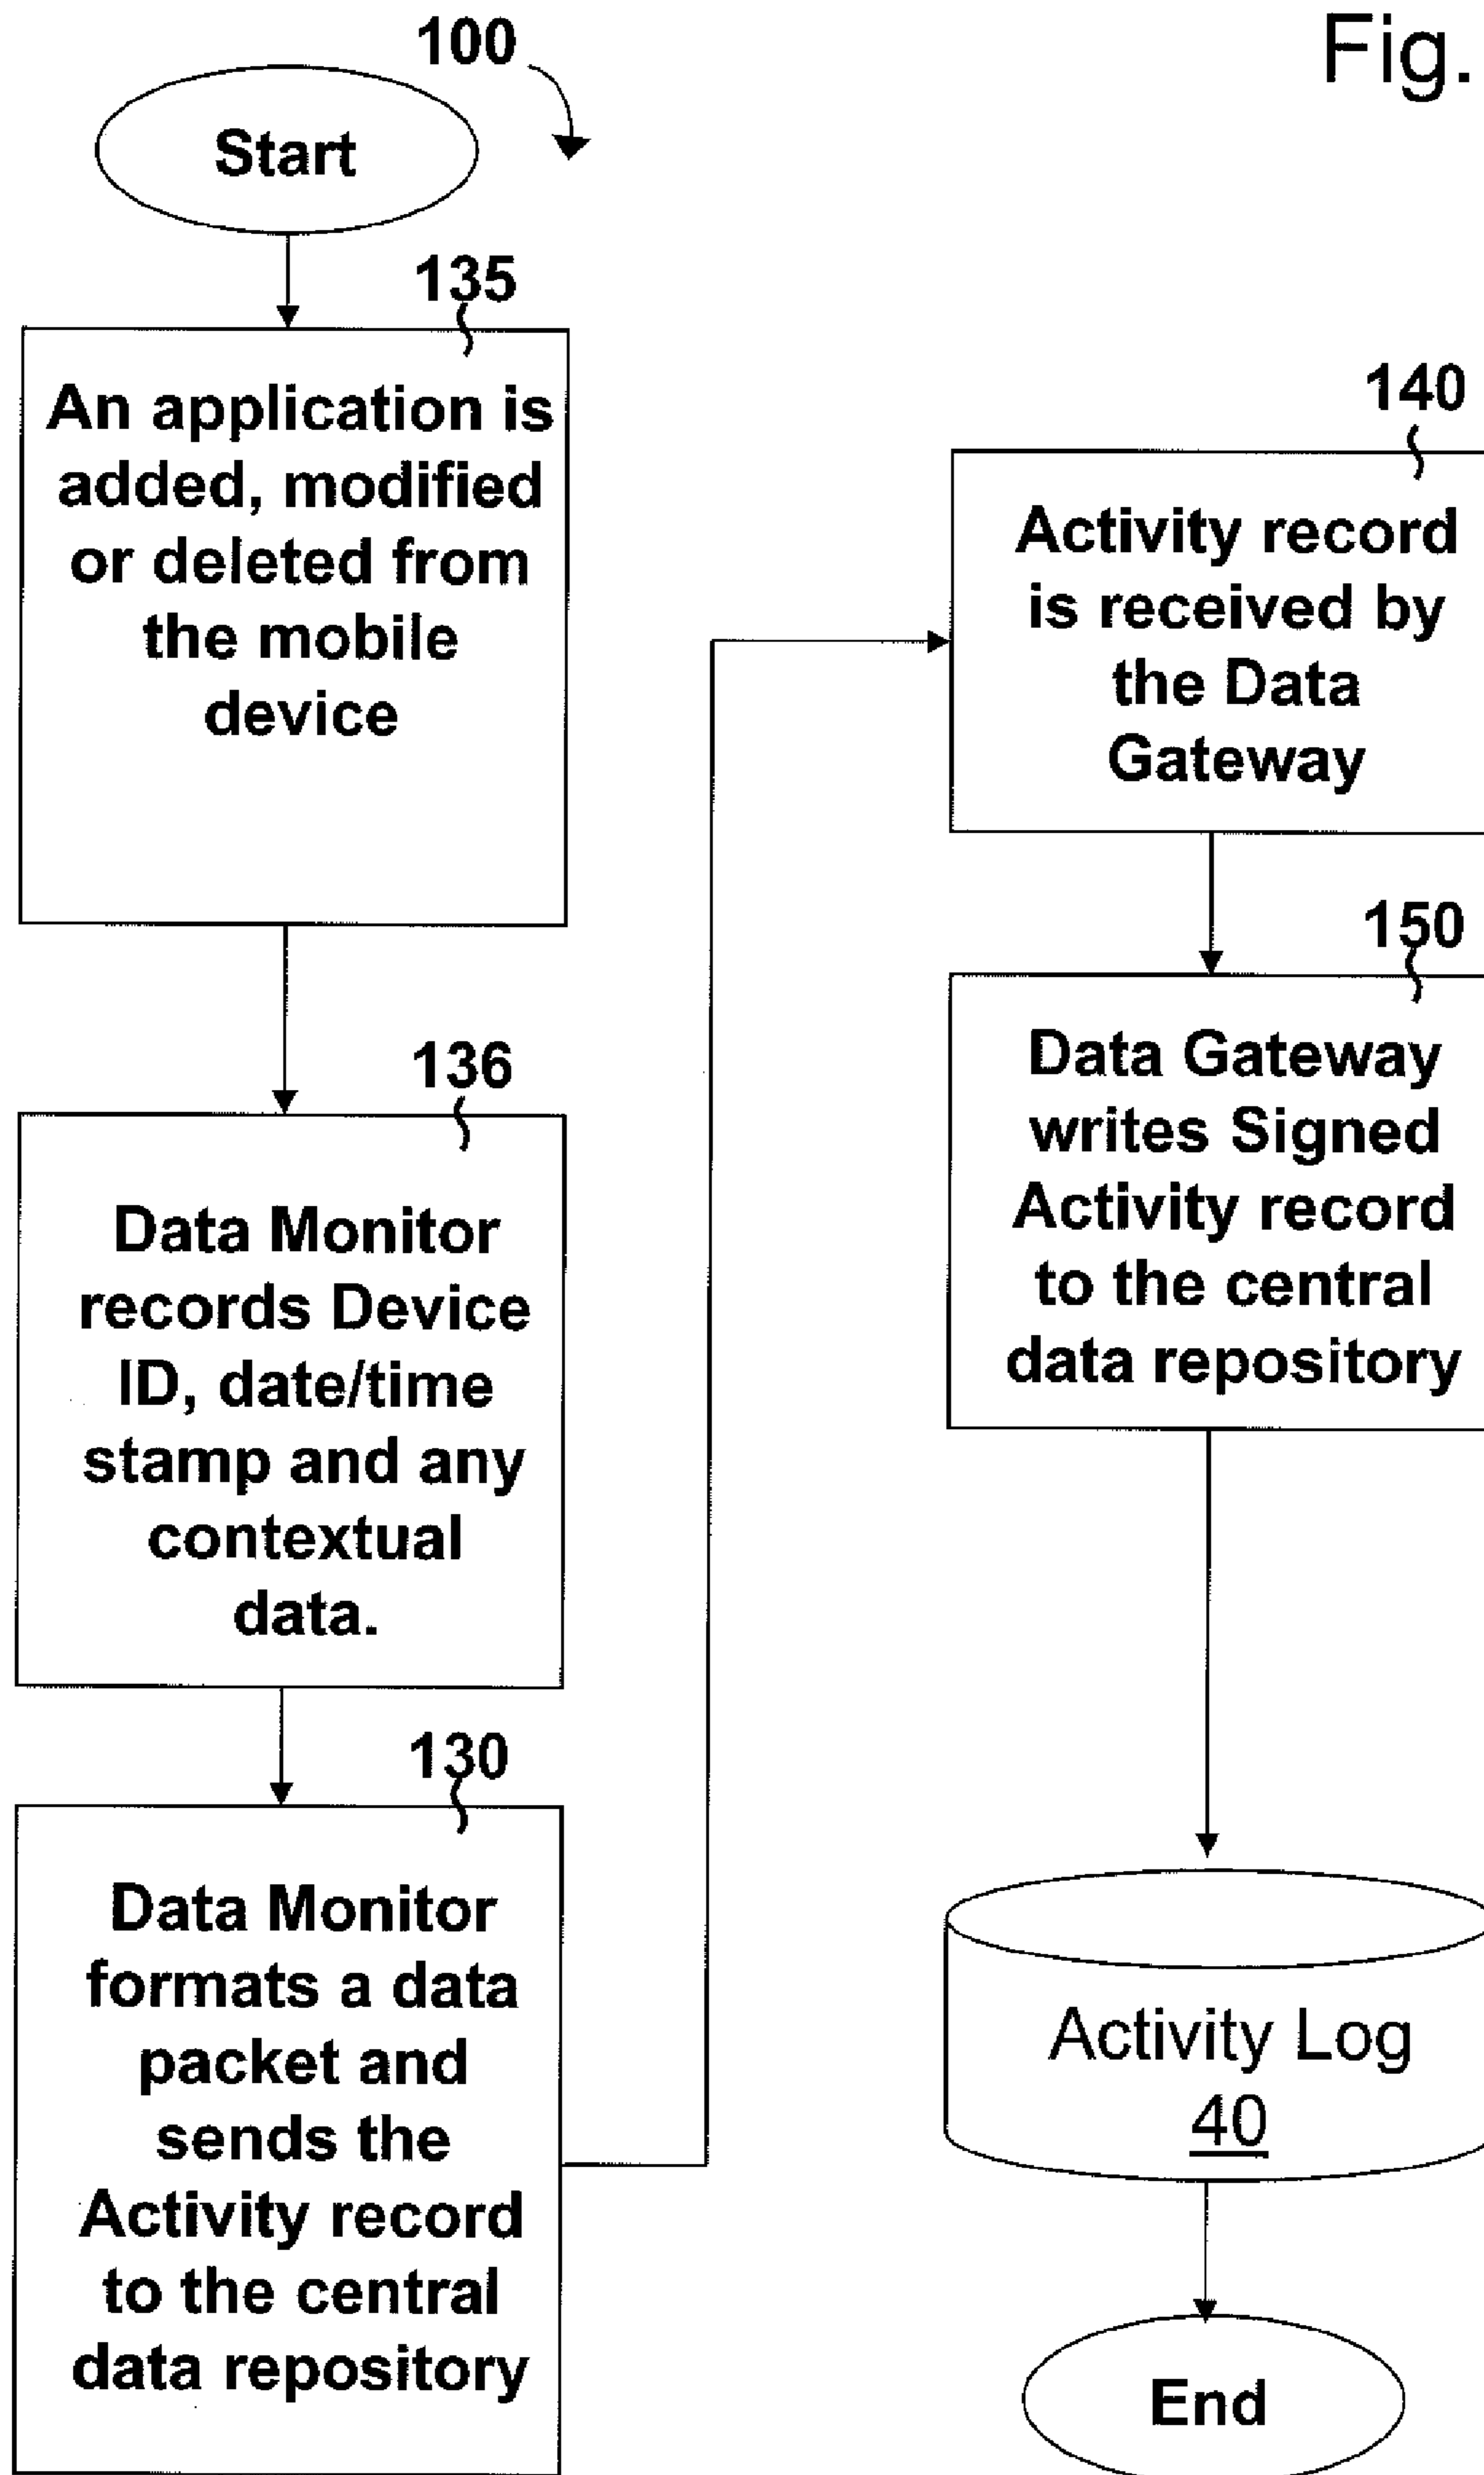 100
Fig.
Start
135
An application is
added, modified
or deleted from
the mobile
device
136
Data Monitor
records Device
ID, date/time
stamp and any
contextual
data.
130
Data Monitor
formats a data
packet and
sends the
Activity record
to the central
data repository
140
Activity record
is received by
the Data
Gateway
150
Data Gateway
writes Signed
Activity record
to the central
data repository
Activity Log
40
End